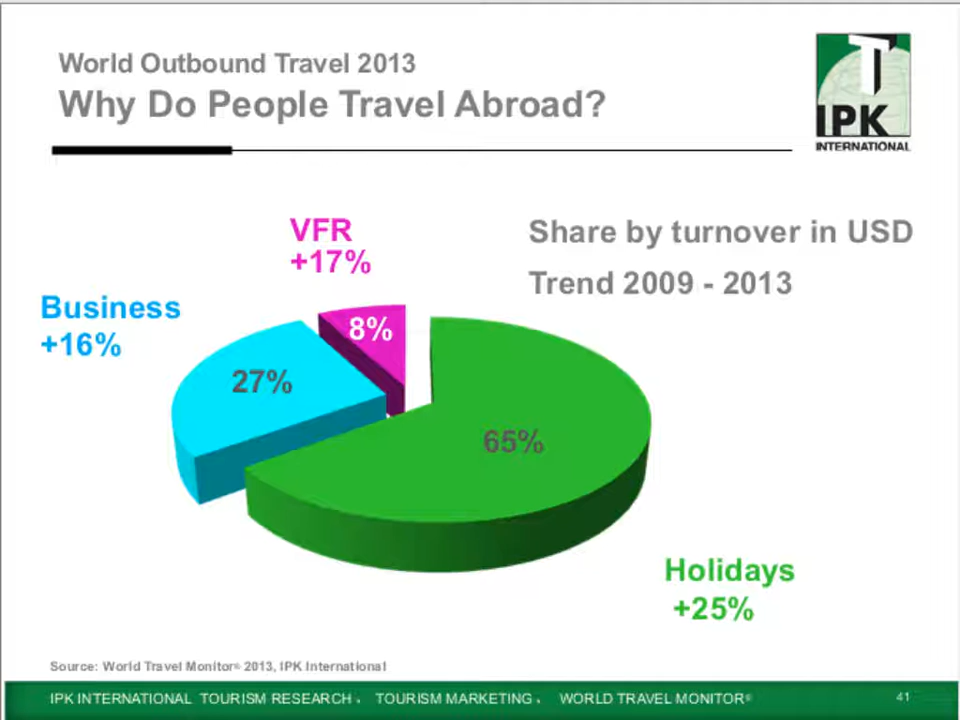 World Outbound Travel 2013
Why Do People Travel Abroad?
T
IPK
INTERNATIONAL
Share by turnover in USD
Trend 2009 - 2013
VFR
+17%
Business
+16%
8%
27%
65%
Holidays
+25%
Source: World Travel Monitor® 2013, IPK International
IPK INTERNATIONAL TOURISM RESEARCH • TOURISM MARKETING • WORLD TRAVEL MONITOR® 41